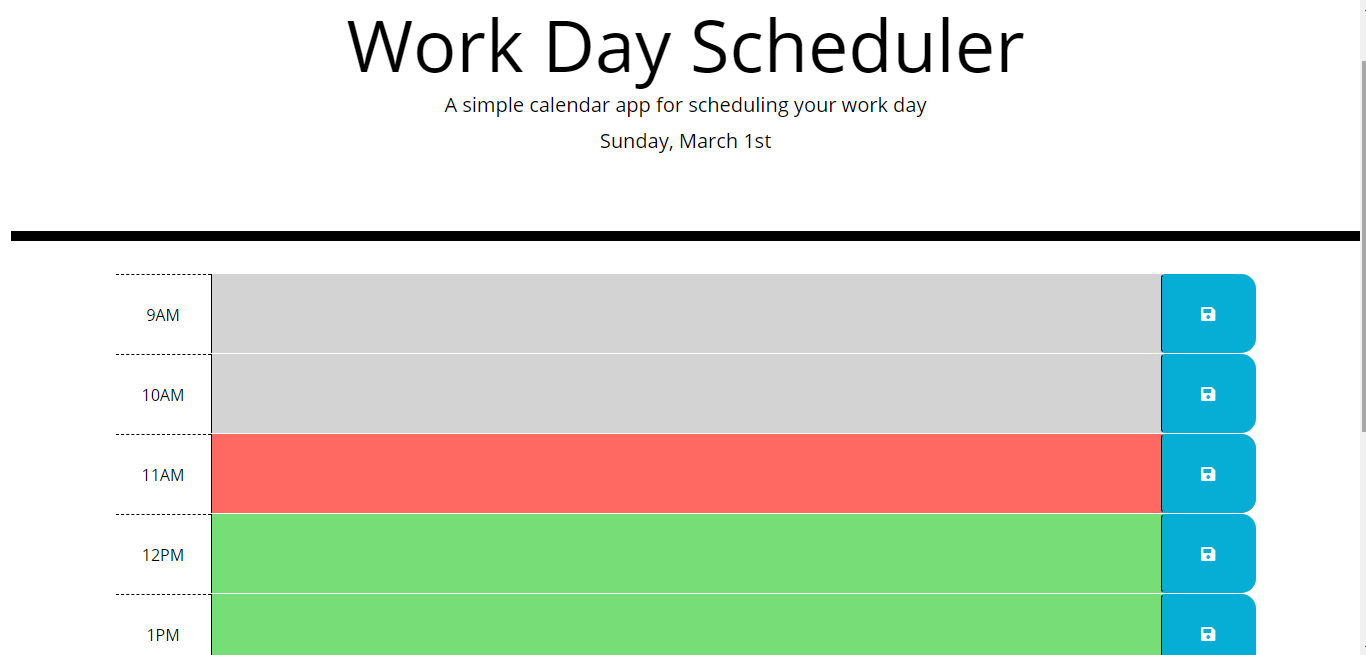 Work Day Scheduler
A simple calendar app for scheduling your work day
Sunday, March 1st
9AM
10AM
11AM
12PM
1PM